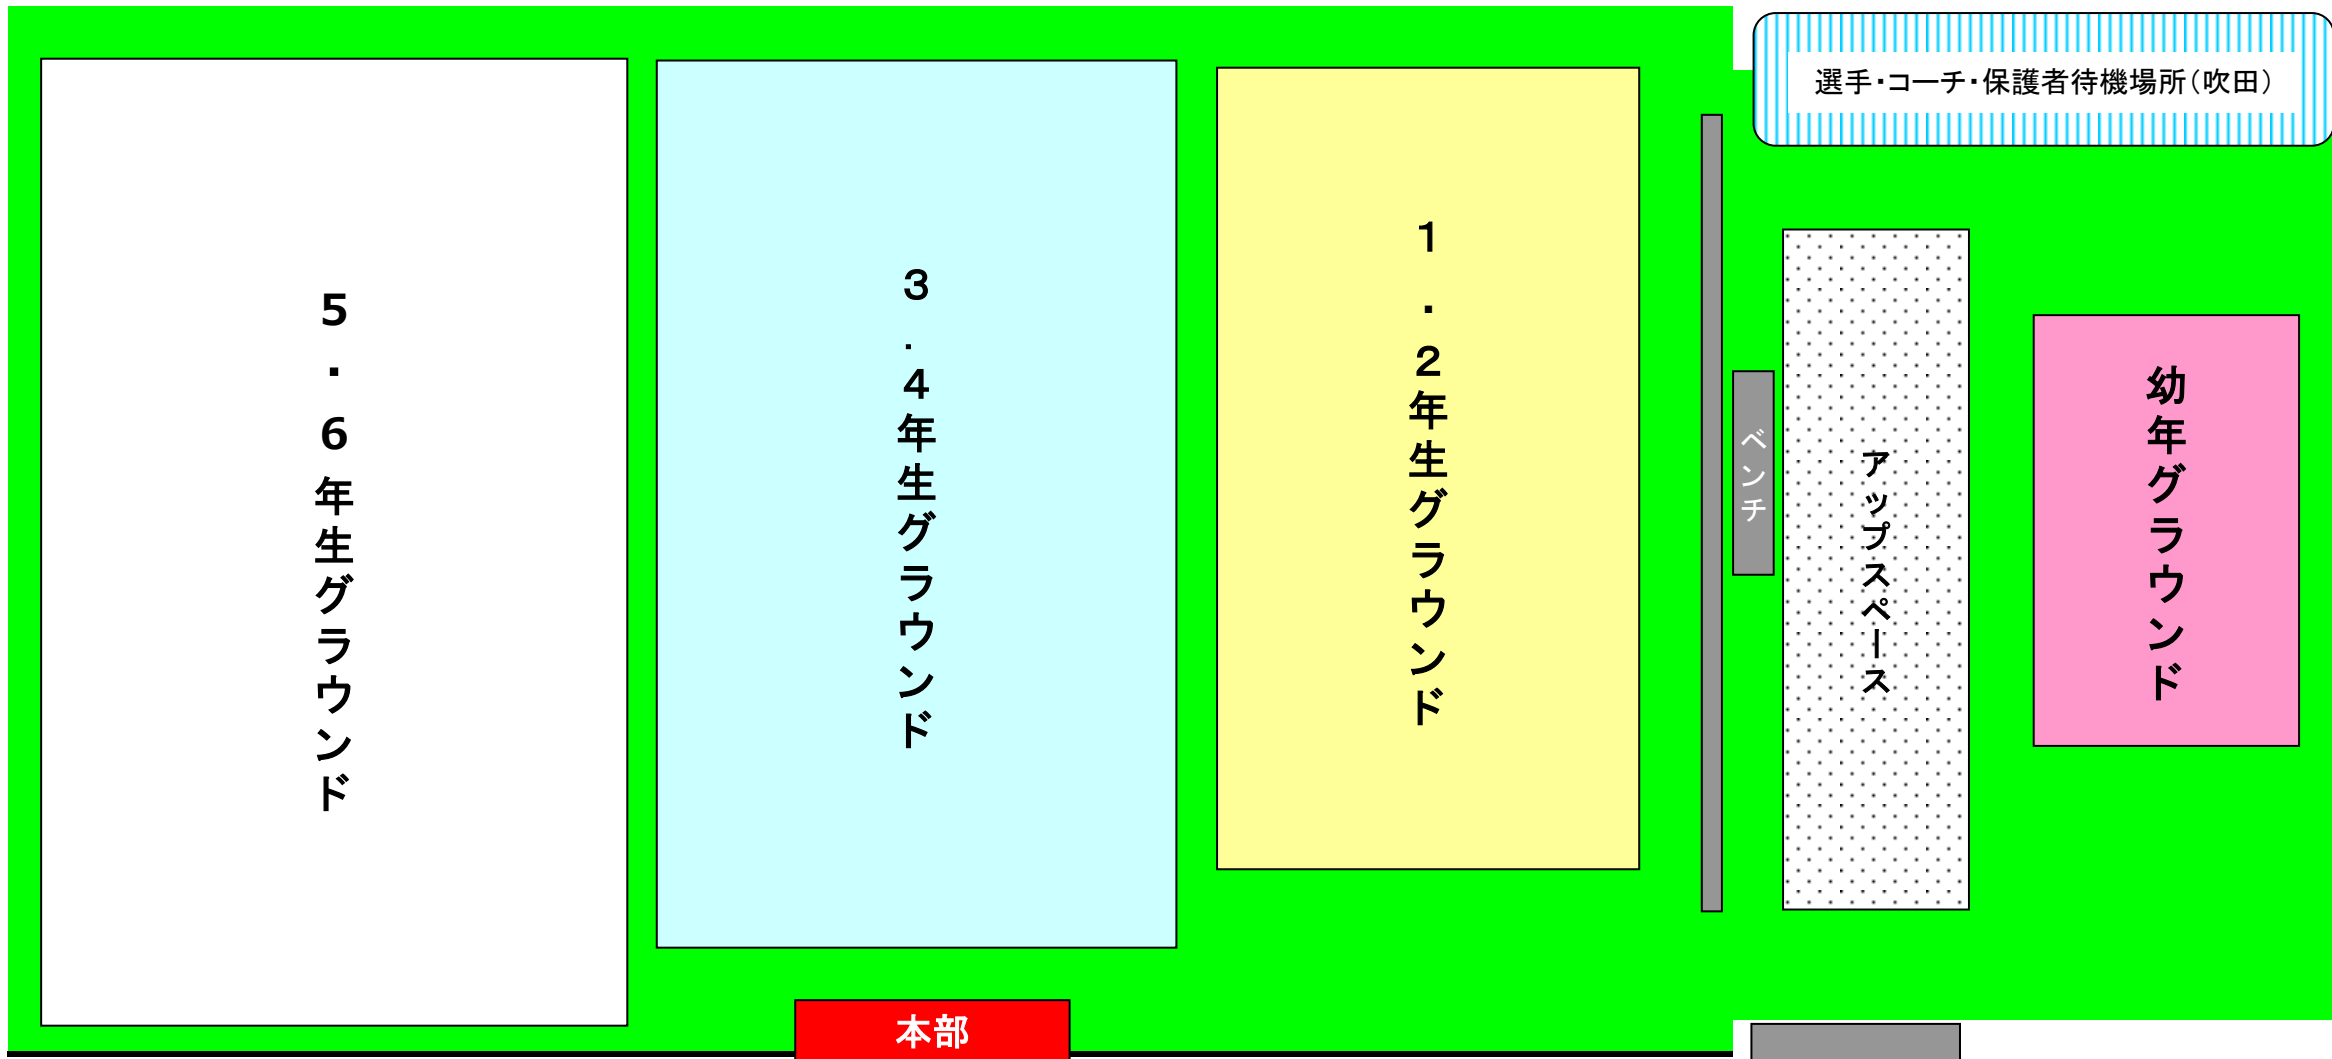 選手・コーチ・保護者待機場所（吹田）
５．６年生グラウンド
３．４年生グラウンド
１．２年生グラウンド
ベンチ
アップスペース
幼年グラウンド
本部